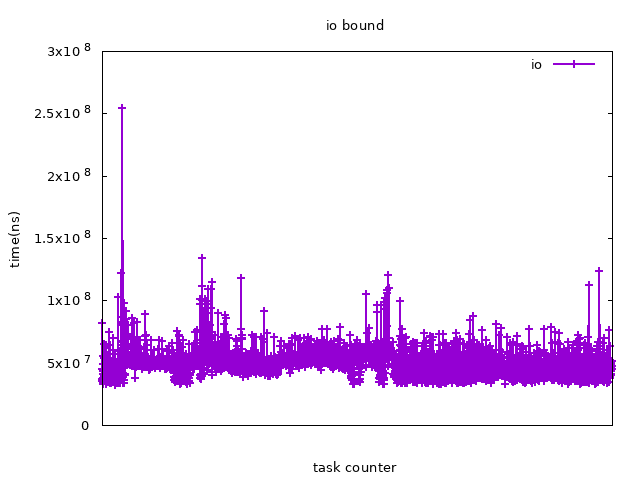 io bound
3x10 8
io
2.5x10 8
2x10 8
1.5x10 8
1x10 8
5x10 7
0
time(ns)
task counter